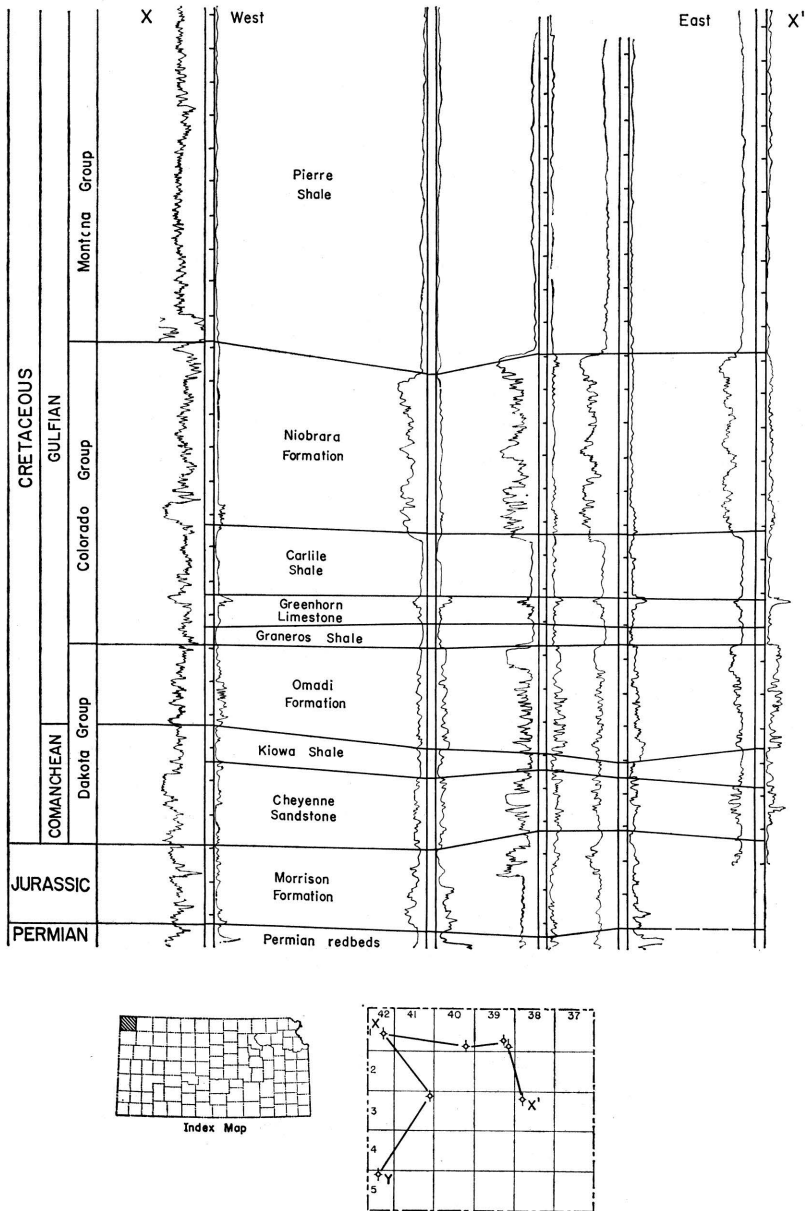 X West East X'
Montana Group
Pierre
Shale
CRETACEOUS
GULFIAN
Colorado Group
Niobrara
Formation
Carlile
Shale
Greenhorn
Limestone
Graneros Shale
COMANCHEAN
Dakota Group
Omadi
Formation
Kiowa Shale
Cheyenne
Sandstone
JURASSIC
Morrison
Formation
PERMIAN
Permian redbeds
Index Map
42 41 40 39 38 37
X
2
3
X'
4
Y
5